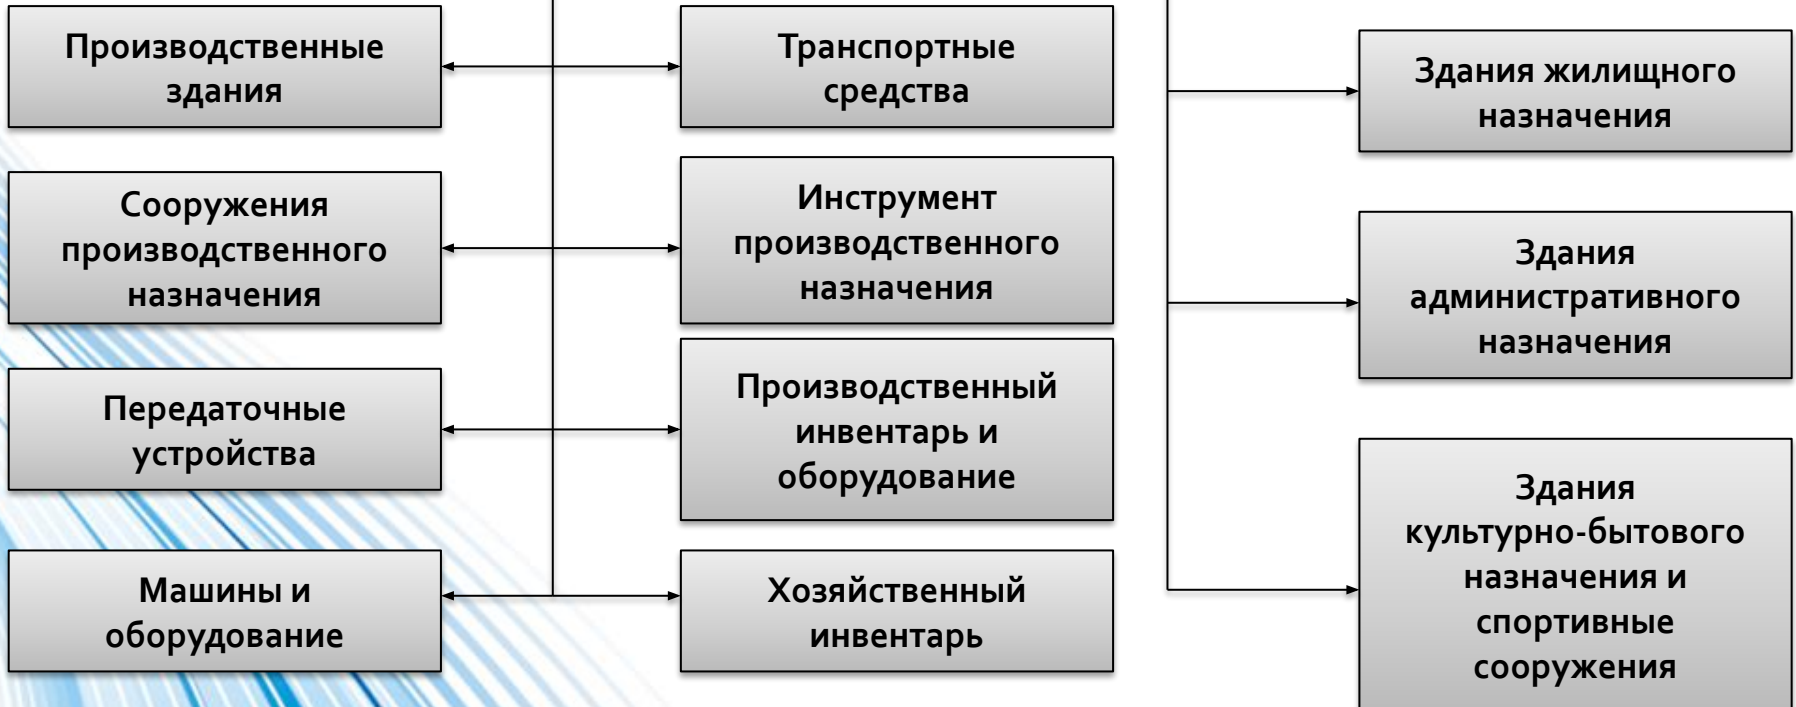 Производственные
здания
Транспортные
средства
Здания жилищного
назначения
Сооружения
производственного
назначения
Инструмент
производственного
назначения
Здания
административного
назначения
Передаточные
устройства
Производственный
инвентарь и
оборудование
Здания
культурно-бытового
назначения и
спортивные
сооружения
Машины и
оборудование
Хозяйственный
инвентарь